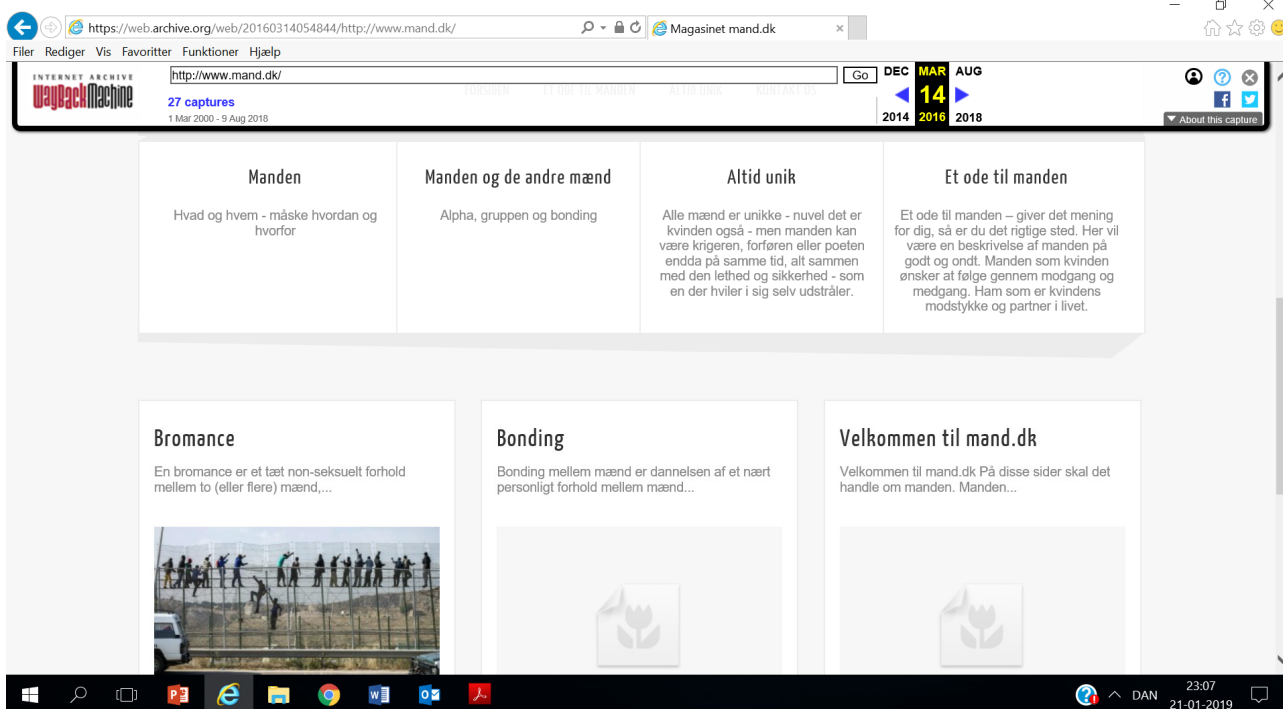 https://web.archive.org/web/20160314054844/http://www.mand.dk/
Magasinet mand.dk
Filer Rediger Vis Favoritter Funktioner Hjælp
INTERNET ARCHIVE
WayBackMachine
http://www.mand.dk/
Go
DEC MAR AUG
FORSIDEN ET ODE TIL MANDEN ALTID UNIK KONTAKT OS
27 captures
14
1 Mar 2000 - 9 Aug 2018
2014 2016 2018
About this capture
Manden
Hvad og hvem - måske hvordan og
hvorfor
Manden og de andre mænd
Alpha, gruppen og bonding
Altid unik
Alle mænd er unikke - nuvel det er
kvinden også - men manden kan
være krigeren, forføren eller poeten
endda på samme tid, alt sammen
med den lethed og sikkerhed - som
en der hviler i sig selv udstråler.
Et ode til manden
Et ode til manden – giver det mening
for dig, så er du det rigtige sted. Her vil
være en beskrivelse af manden på
godt og ondt. Manden som kvinden
ønsker at følge gennem modgang og
medgang. Ham som er kvindens
modstykke og partner i livet.
Bromance
En bromance er et tæt non-seksuelt forhold
mellem to (eller flere) mænd,...
Bonding
Bonding mellem mænd er dannelsen af et nært
personligt forhold mellem mænd...
Velkommen til mand.dk
Velkommen til mand.dk På disse sider skal det
handle om manden. Manden...
DAN
23:07
21-01-2019